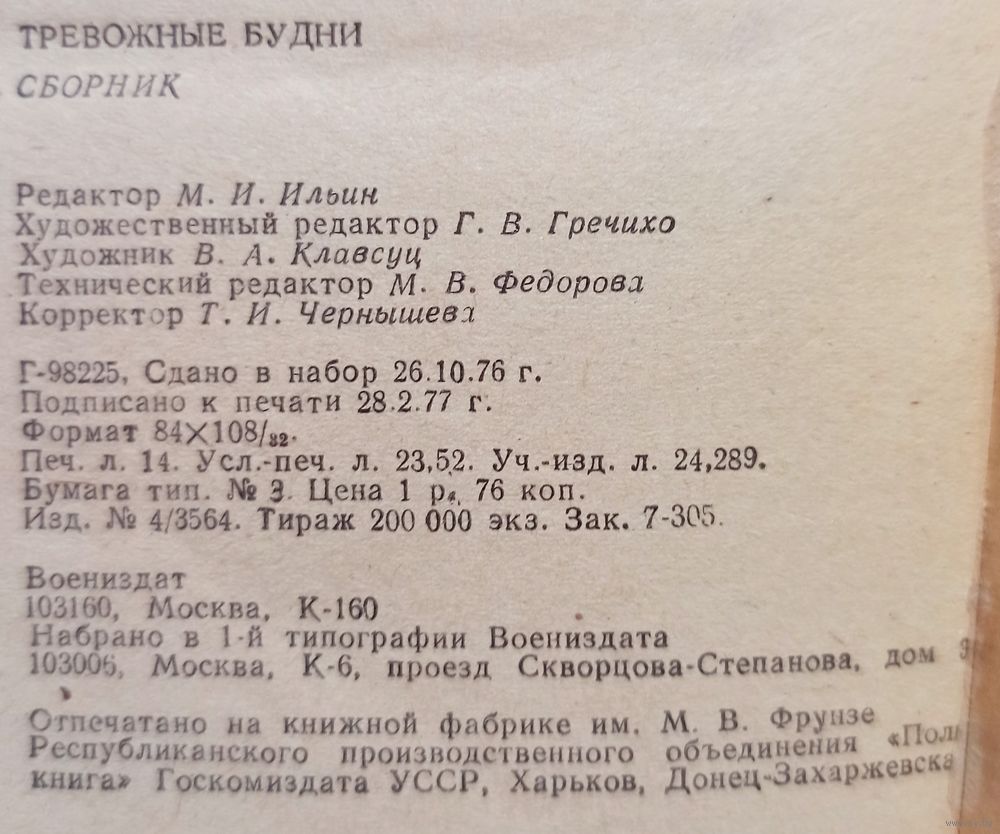 ТРЕВОЖНЫЕ БУДНИ
СБОРНИК
Редактор М. И. Ильин
Художественный редактор Г. В. Гречихо
Художник В. А. Клавсуц
Технический редактор М. В. Федорова
Корректор Т. И. Чернышева
Г-98225. Сдано в набор 26.10.76 г.
Подписано к печати 28.2.77 г.
Формат 84×108/32.
Печ. л. 14. Усл.-печ. л. 23,52. Уч.-изд. л. 24,289.
Бумага тип. № 3. Цена 1 р. 76 коп.
Изд. № 4/3564. Тираж 200 000 экз. Зак. 7-305.
Воениздат
103160, Москва, К-160
Набрано в 1-й типографии Воениздата
103006, Москва, К-6, проезд Скворцова-Степанова, дом
Отпечатано на книжной фабрике им. М. В. Фрунзе
Республиканского производственного объединения
книга» Госкомиздата УССР, Харьков,